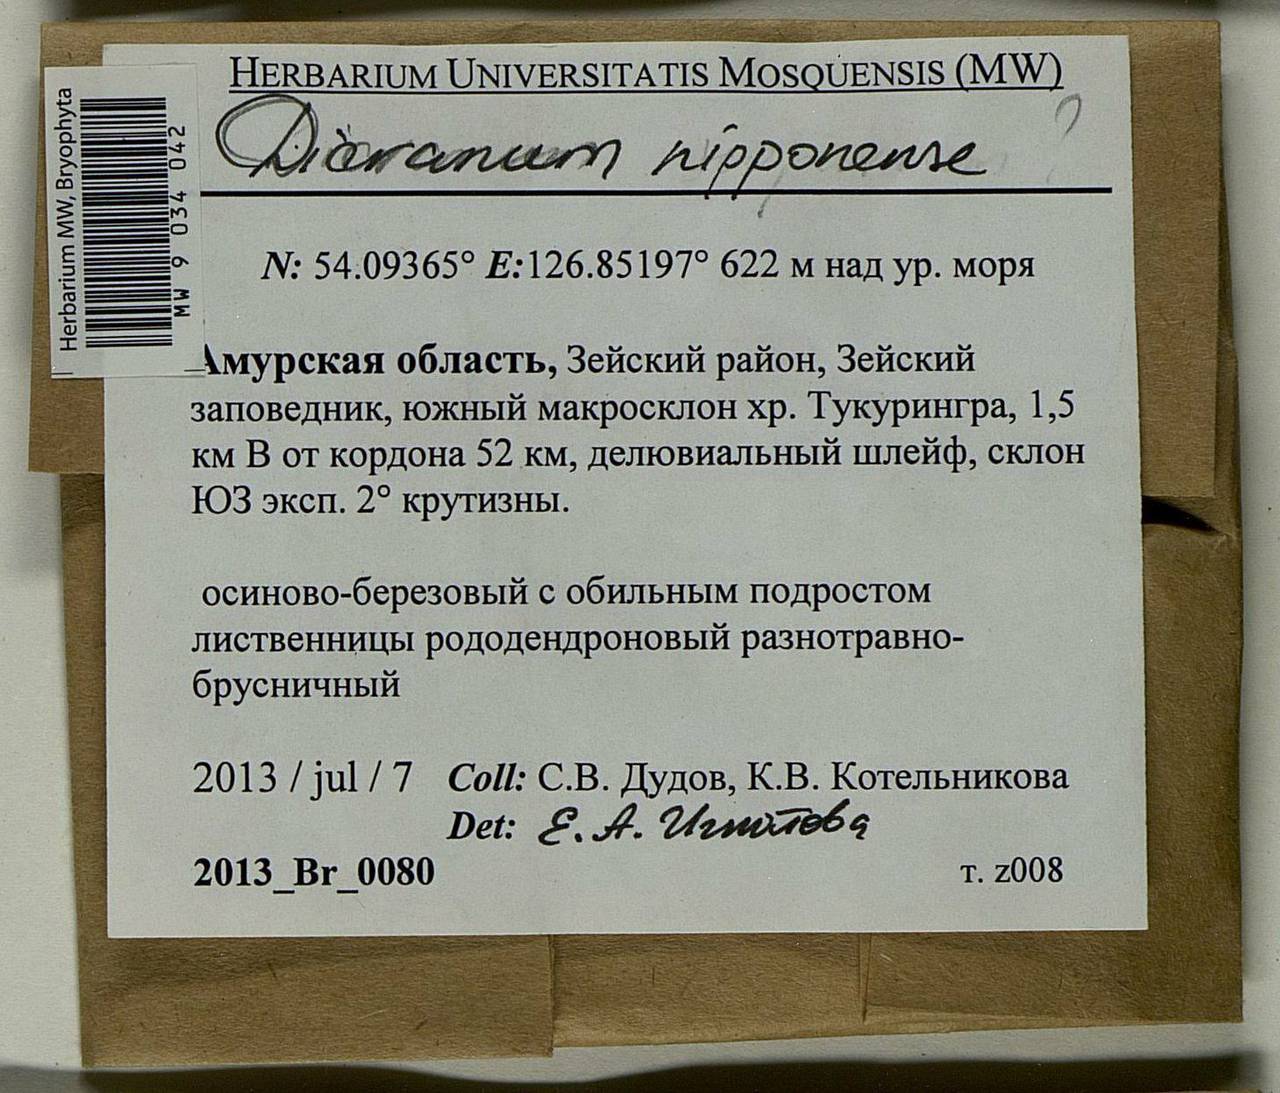 HERBARIUM UNIVERSITATIS MOSQUENSIS (MW)
Dicranum nipponense ?
N: 54.09365° E:126.85197° 622 м над ур. моря
Амурская область, Зейский район, Зейский
заповедник, южный макросклон хр. Тукурингра, 1,5
км В от кордона 52 км, делювиальный шлейф, склон
ЮЗ эксп. 2° крутизны.
осиново-березовый с обильным подростом
лиственницы рододендроновый разнотравно-
брусничный
2013 / jul / 7 Coll: С.В. Дудов, К.В. Котельникова
Det: Е. А. Игнатова
2013_Br_0080 т. z008
Herbarium MW, Bryophyta
MW 9 034 042